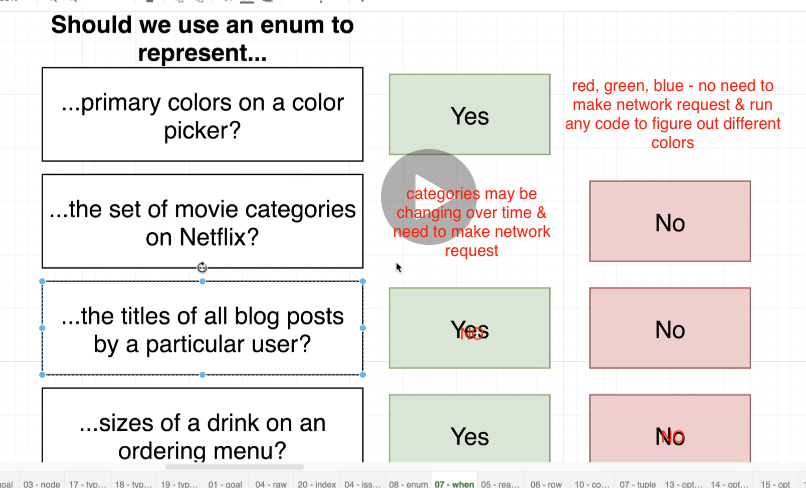 Should we use an enum to
represent...
...primary colors on a color
picker?
Yes
red, green, blue - no need to
make network request & run
any code to figure out different
colors
...the set of movie categories
on Netflix?
categories may be
changing over time &
need to make network
request
No
...the titles of all blog posts
by a particular user?
Yes
NO
No
...sizes of a drink on an
ordering menu?
Yes
No
NO
goal 03 - node 17 - typ... 18 - typ... 19 - typ... 01 - goal 04 - raw 20 - index 04 - iss... 08 - enum 07 - when 05 - rea... 06 - row 10 - co... 07 - tuple 13 - opt... 14 - opt... 15 - opt